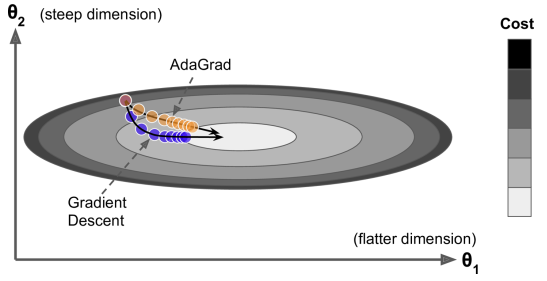 θ2 (steep dimension)
Cost
AdaGrad
Gradient
Descent
(flatter dimension)
θ1